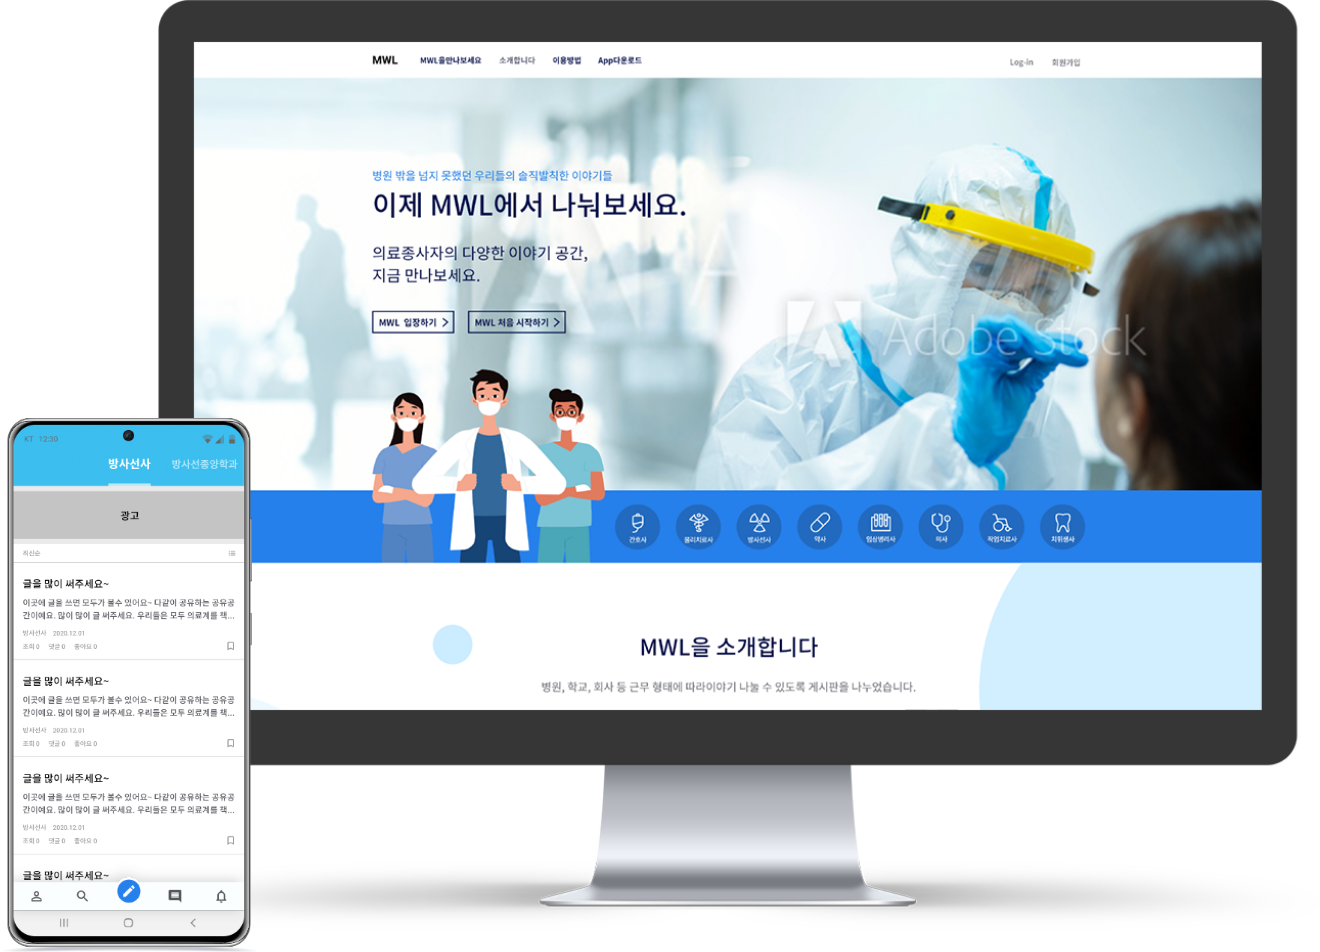 MWL MWL을만나보세요 소개합니다 이용방법 App다운로드 Log-in 회원가입
병원 밖을 넘지 못했던 우리들의 솔직발칙한 이야기들
이제 MWL에서 나눠보세요.
의료종사자의 다양한 이야기 공간,
지금 만나보세요.
MWL 입장하기 MWL 처음 시작하기
Adobe Stock
간호사 물리치료사 방사선사 약사 임상병리사 의사 작업치료사 치위생사
MWL을 소개합니다
병원, 학교, 회사 등 근무 형태에 따라이야기 나눌 수 있도록 게시판을 나누었습니다.
KT 12:30
방사선사 방사선종양학과
광고
최신순
글을 많이 써주세요~
이곳에 글을 쓰면 모두가 볼수 있어요~ 다같이 공유하는 공유공
간이예요. 많이 많이 글 써주세요. 우리들은 모두 의료계를 책...
방사선사 2020.12.01
조회 0 댓글 0 좋아요 0
글을 많이 써주세요~
이곳에 글을 쓰면 모두가 볼수 있어요~ 다같이 공유하는 공유공
간이예요. 많이 많이 글 써주세요. 우리들은 모두 의료계를 책...
방사선사 2020.12.01
조회 0 댓글 0 좋아요 0
글을 많이 써주세요~
이곳에 글을 쓰면 모두가 볼수 있어요~ 다같이 공유하는 공유공
간이예요. 많이 많이 글 써주세요. 우리들은 모두 의료계를 책...
방사선사 2020.12.01
조회 0 댓글 0 좋아요 0
글을 많이 써주세요~